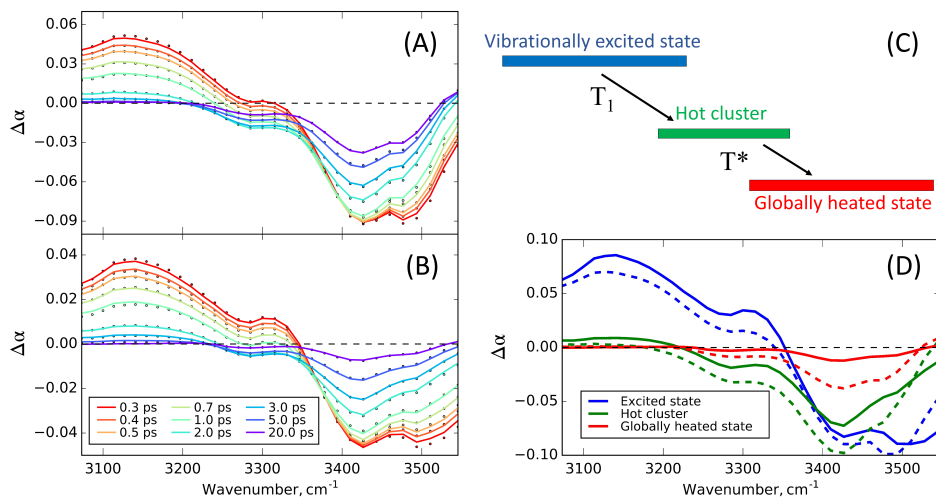 (A)
0.06
0.03
0.00
−0.03
−0.06
−0.09
Δα
(B)
0.04
0.02
0.00
−0.02
−0.04
Δα
0.3 ps 0.7 ps 3.0 ps
0.4 ps 1.0 ps 5.0 ps
0.5 ps 2.0 ps 20.0 ps
3100 3200 3300 3400 3500
Wavenumber, cm⁻¹
(C)
Vibrationally excited state
T₁
Hot cluster
T*
Globally heated state
(D)
0.10
0.05
0.00
−0.05
−0.10
Δα
Excited state
Hot cluster
Globally heated state
3100 3200 3300 3400 3500
Wavenumber, cm⁻¹